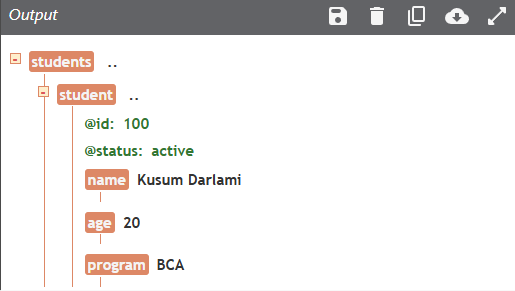 Output
- students ..
- student ..
@id: 100
@status: active
name Kusum Darlami
age 20
program BCA